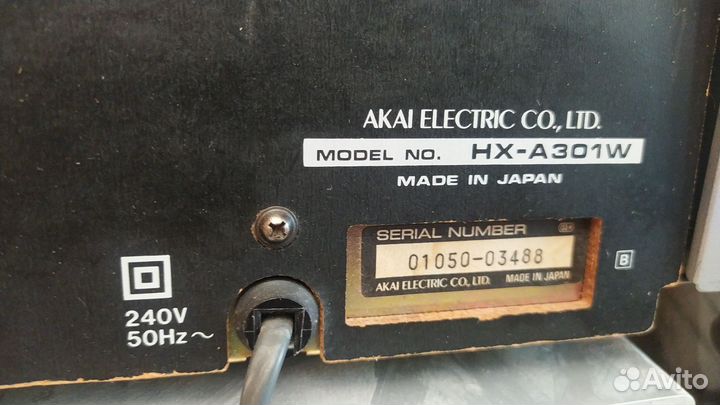 AKAI ELECTRIC CO., LTD.
MODEL NO. HX-A301W
MADE IN JAPAN
SERIAL NUMBER
01050-03488
AKAI ELECTRIC CO., LTD. MADE IN JAPAN
B
240V
50Hz ~
Avito